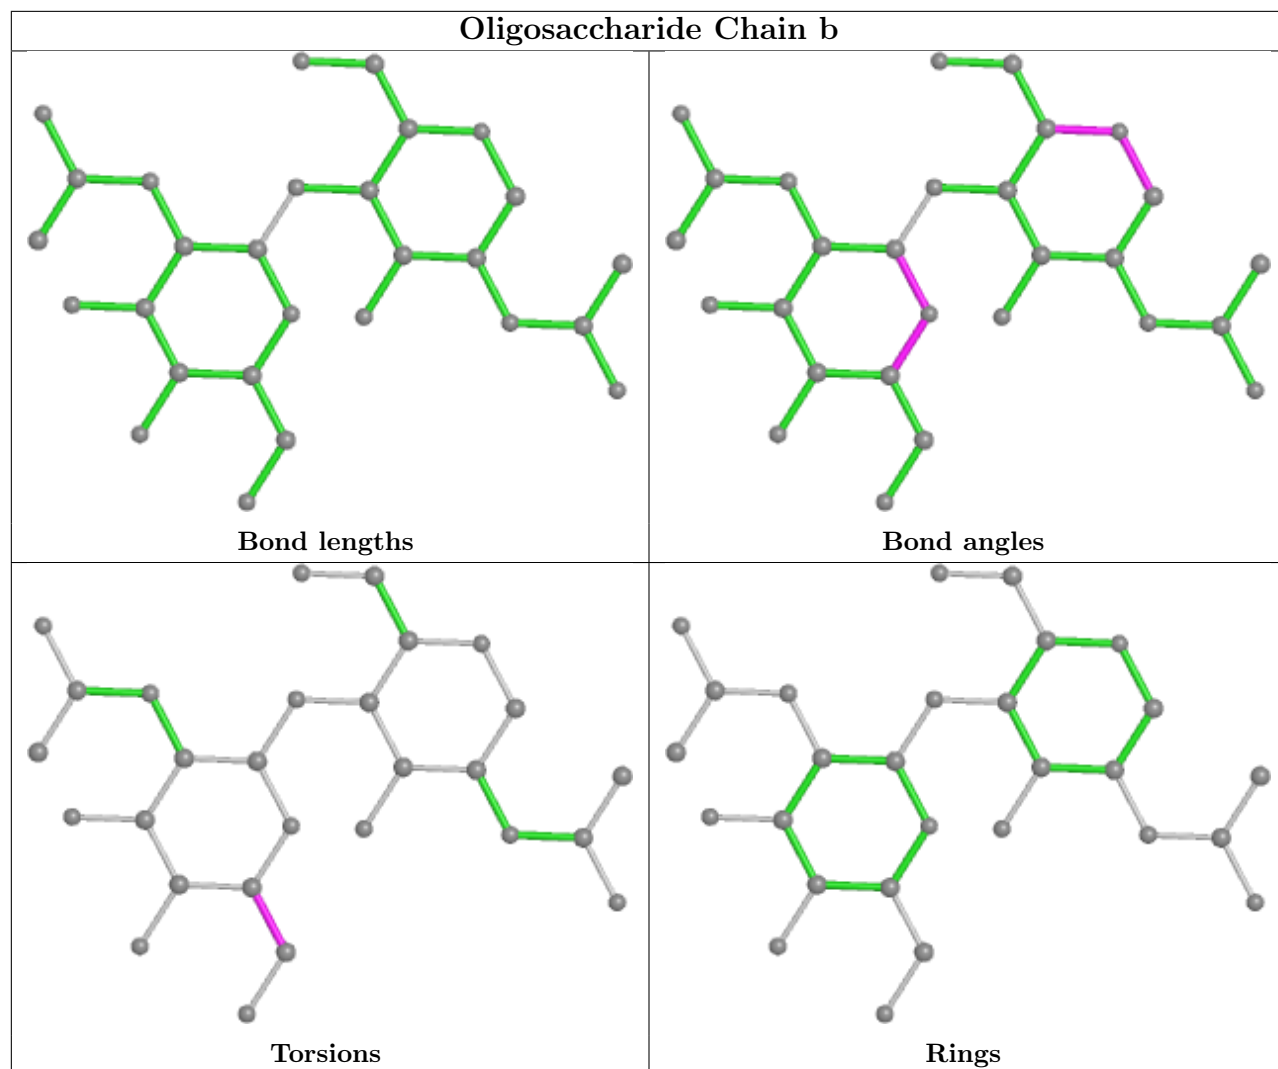 Oligosaccharide Chain b
Bond lengths
Bond angles
Torsions
Rings